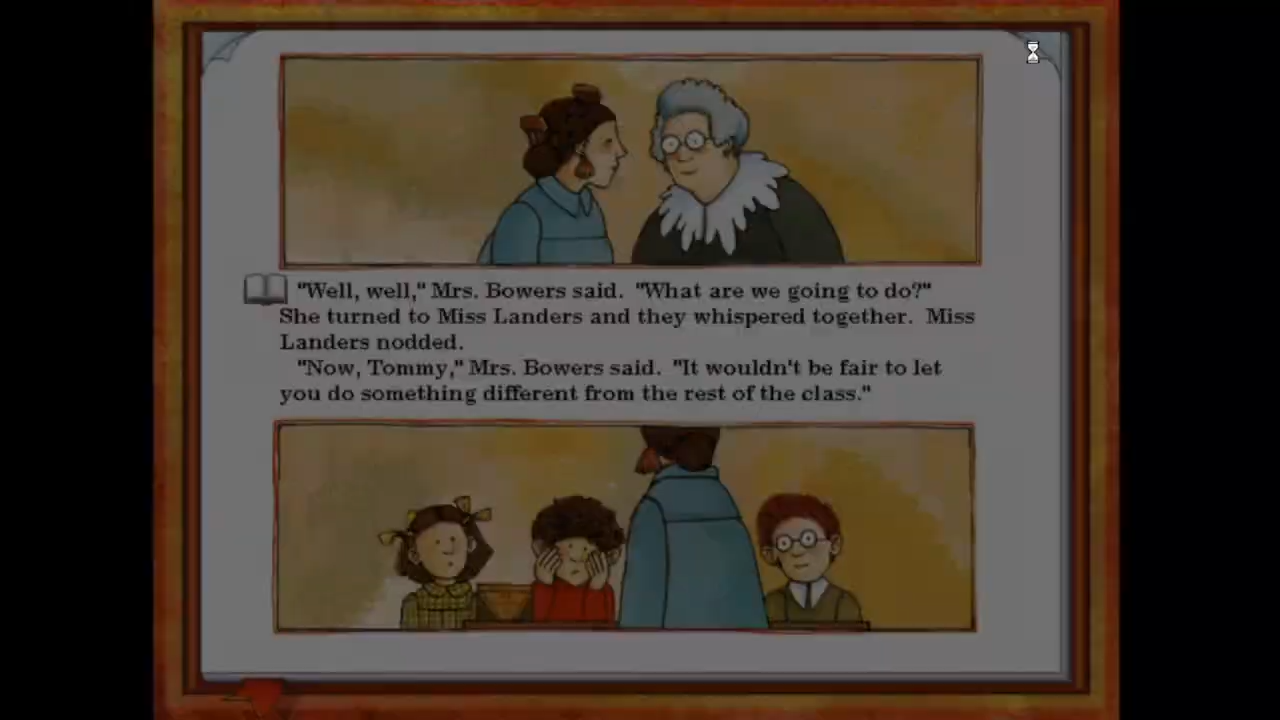 "Well, well," Mrs. Bowers said.  "What are we going to do?"
She turned to Miss Landers and they whispered together.  Miss
Landers nodded.
"Now, Tommy," Mrs. Bowers said.  "It wouldn't be fair to let
you do something different from the rest of the class."